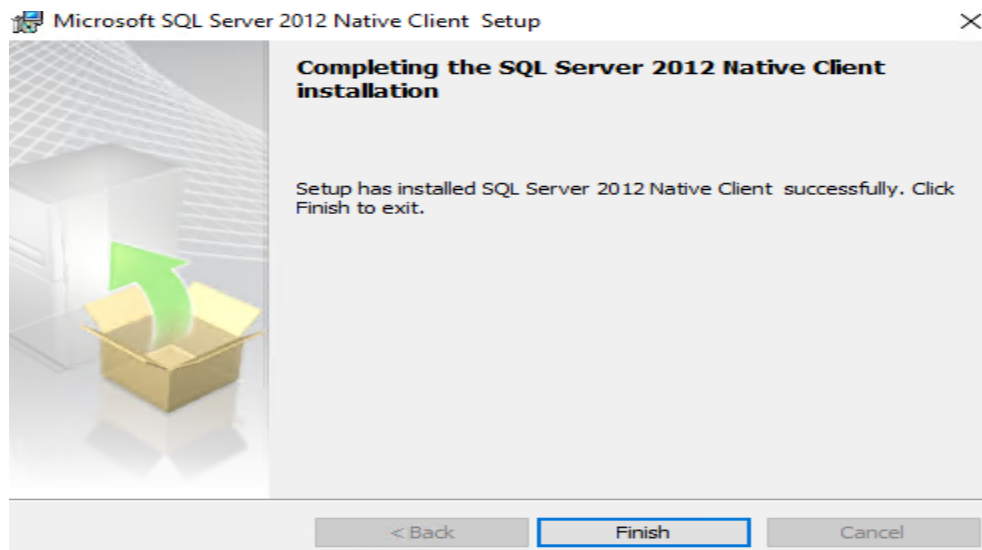 Microsoft SQL Server 2012 Native Client Setup
Completing the SQL Server 2012 Native Client
installation
Setup has installed SQL Server 2012 Native Client successfully. Click
Finish to exit.
< Back
Finish
Cancel